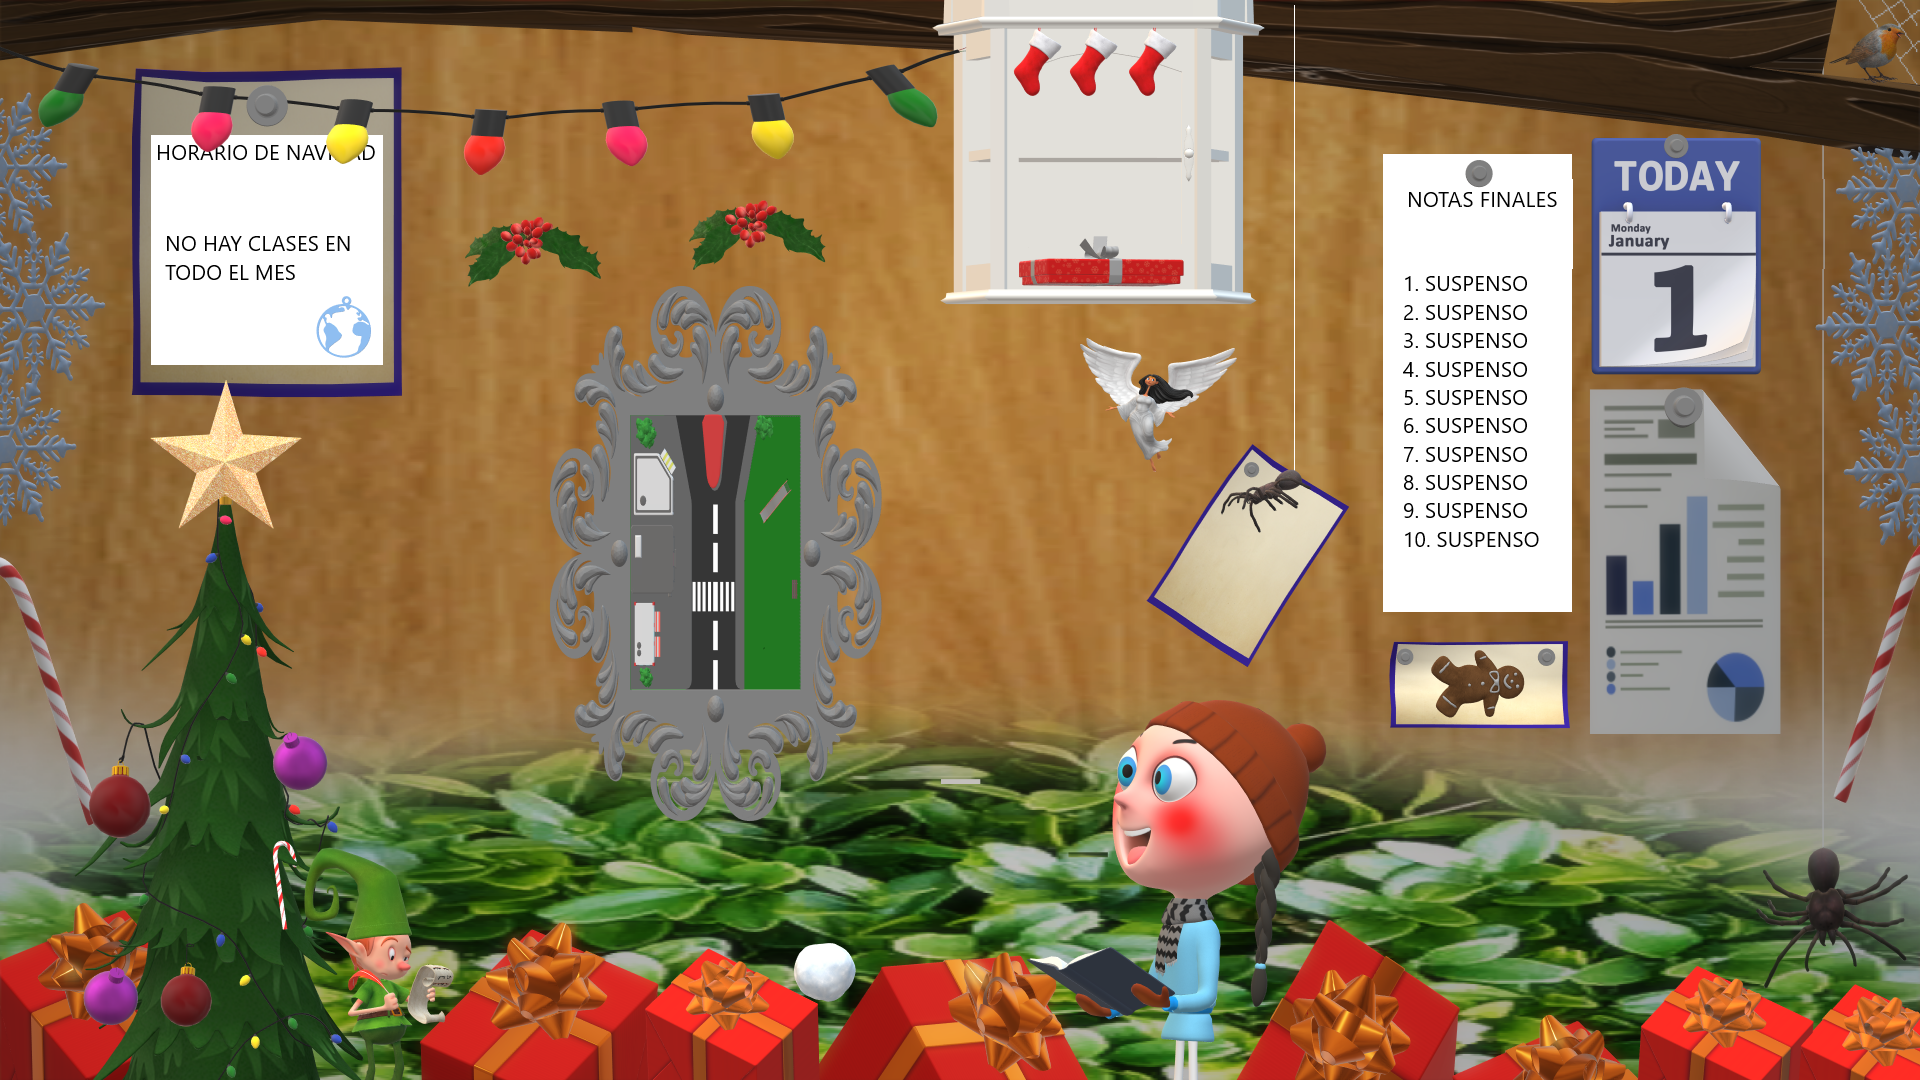 HORARIO DE NAVIDAD
NO HAY CLASES EN
TODO EL MES
NOTAS FINALES
1. SUSPENSO
2. SUSPENSO
3. SUSPENSO
4. SUSPENSO
5. SUSPENSO
6. SUSPENSO
7. SUSPENSO
8. SUSPENSO
9. SUSPENSO
10. SUSPENSO
TODAY
Monday
January
1